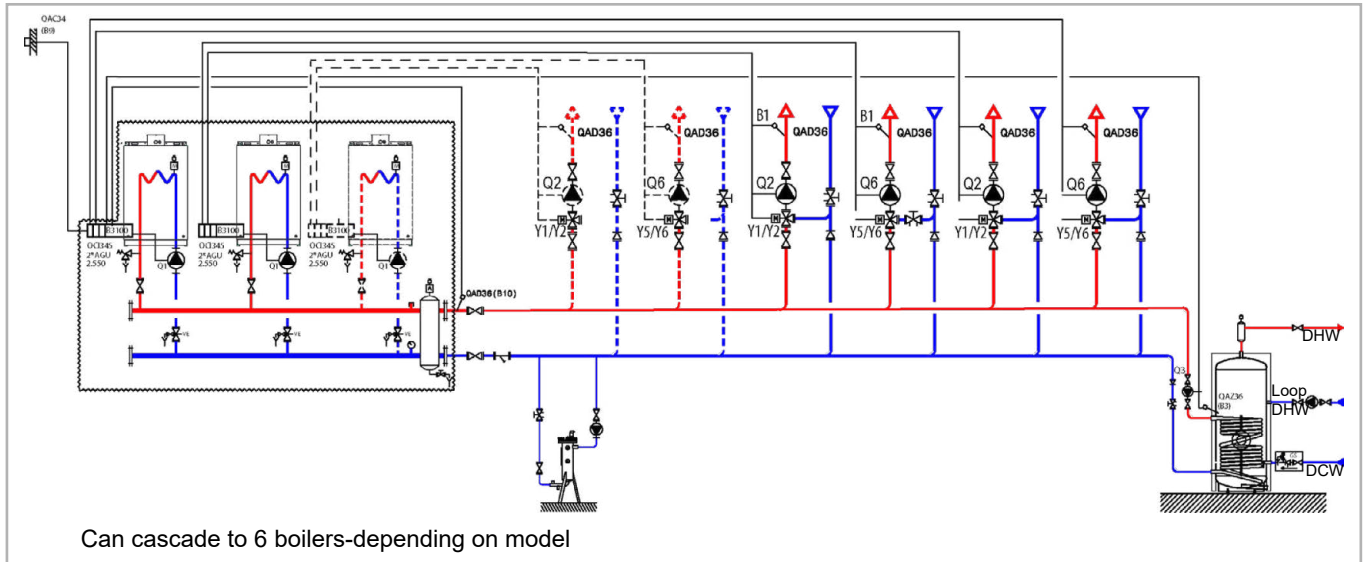 QAC34
(B9)
B3100
B3100
B3100
OCI345
2*AGU
2.550
OCI345
2*AGU
2.550
OCI345
2*AGU
2.550
Q1
Q1
Q1
QAD36 (B10)
QAD36
QAD36
B1
QAD36
B1
QAD36
QAD36
QAD36
Q2
Q6
Q2
Q6
Q2
Q6
M
M
M
M
M
M
Y1/Y2
Y5/Y6
Y1/Y2
Y5/Y6
Y1/Y2
Y5/Y6
Q3
QAZ36
(B3)
DHW
Loop
DHW
DCW
Can cascade to 6 boilers-depending on model